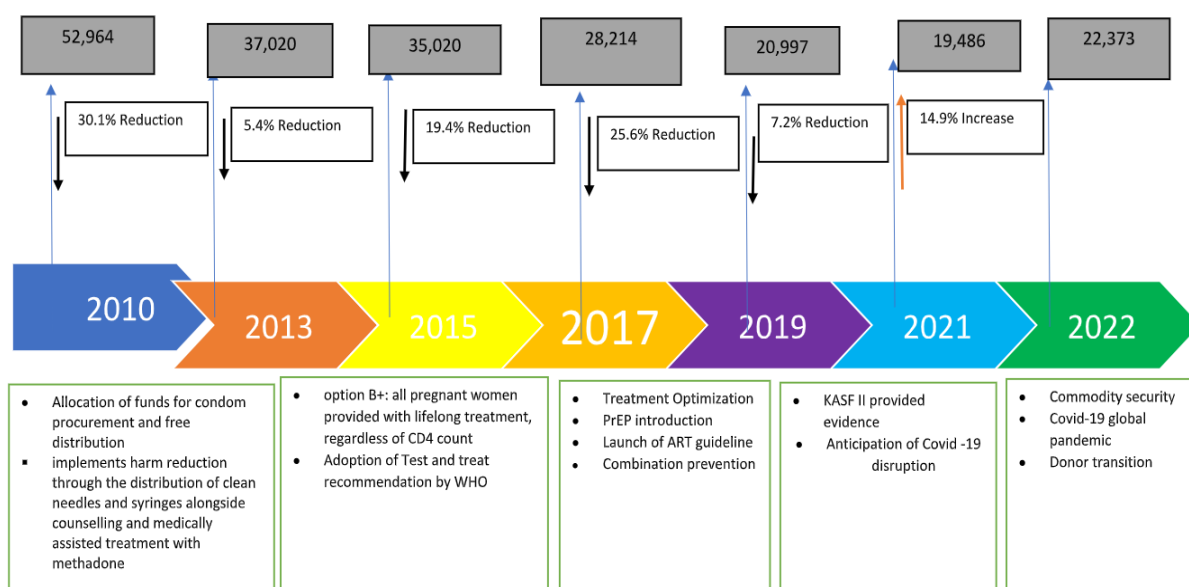 52,964
37,020
35,020
28,214
20,997
19,486
22,373
30.1% Reduction
5.4% Reduction
19.4% Reduction
25.6% Reduction
7.2% Reduction
14.9% Increase
2010
2013
2015
2017
2019
2021
2022
• Allocation of funds for condom
procurement and free
distribution
▪ implements harm reduction
through the distribution of clean
needles and syringes alongside
counselling and medically
assisted treatment with
methadone
• option B+: all pregnant women
provided with lifelong treatment,
regardless of CD4 count
• Adoption of Test and treat
recommendation by WHO
• Treatment Optimization
• PrEP introduction
• Launch of ART guideline
• Combination prevention
• KASF II provided
evidence
• Anticipation of Covid -19
disruption
• Commodity security
• Covid-19 global
pandemic
• Donor transition